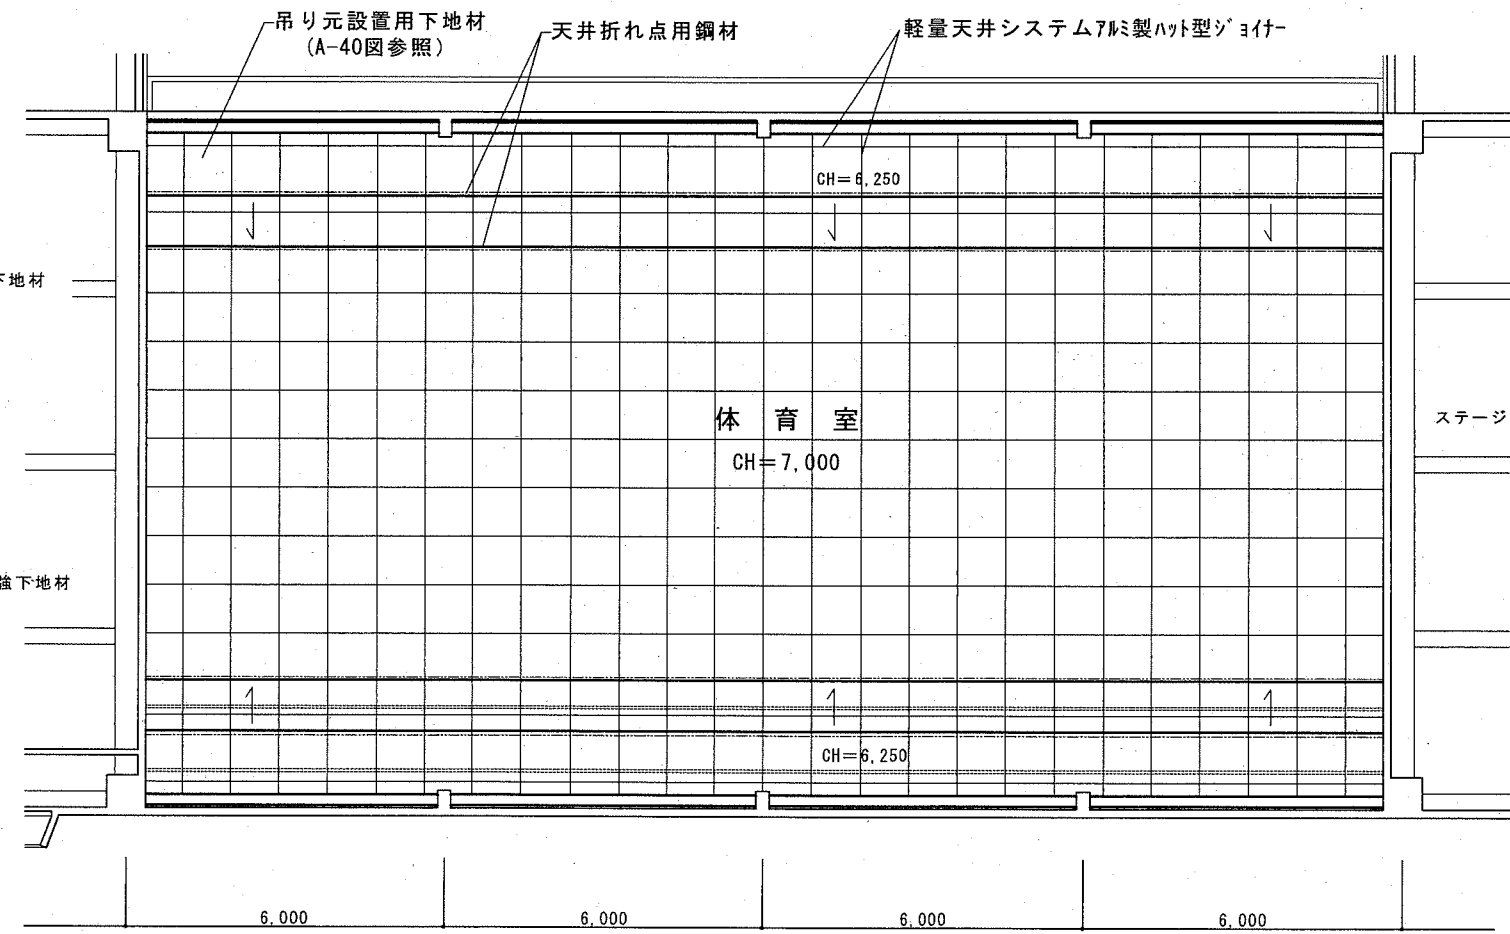 吊り元設置用下地材
(A-40図参照)
天井折れ点用鋼材
軽量天井システムアルミ製ハット型ジョイナー
CH=6,250
下地材
体育室
CH=7,000
ステージ
強下地材
CH=6,250
6,000
6,000
6,000
6,000